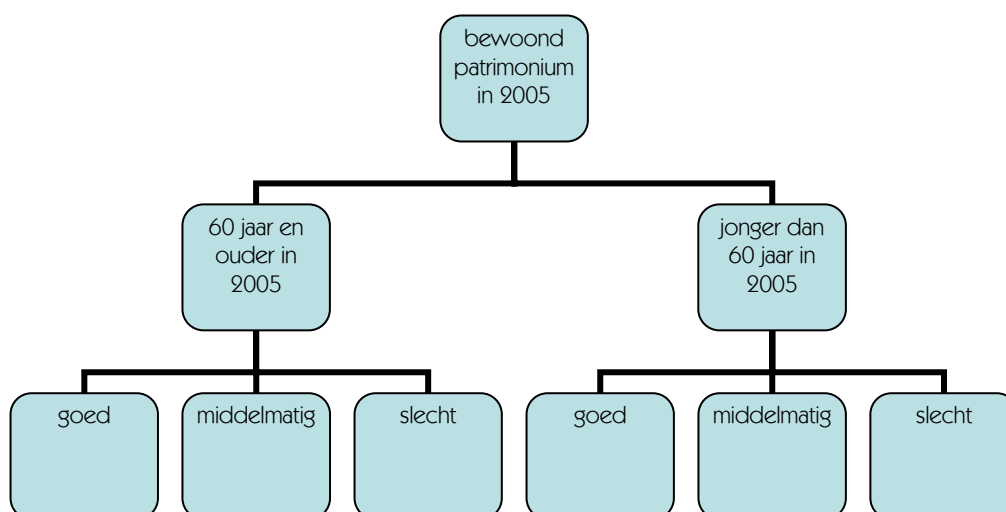 bewoond
patrimonium
in 2005
60 jaar en
ouder in
2005
jonger dan
60 jaar in
2005
goed
middelmatig
slecht
goed
middelmatig
slecht